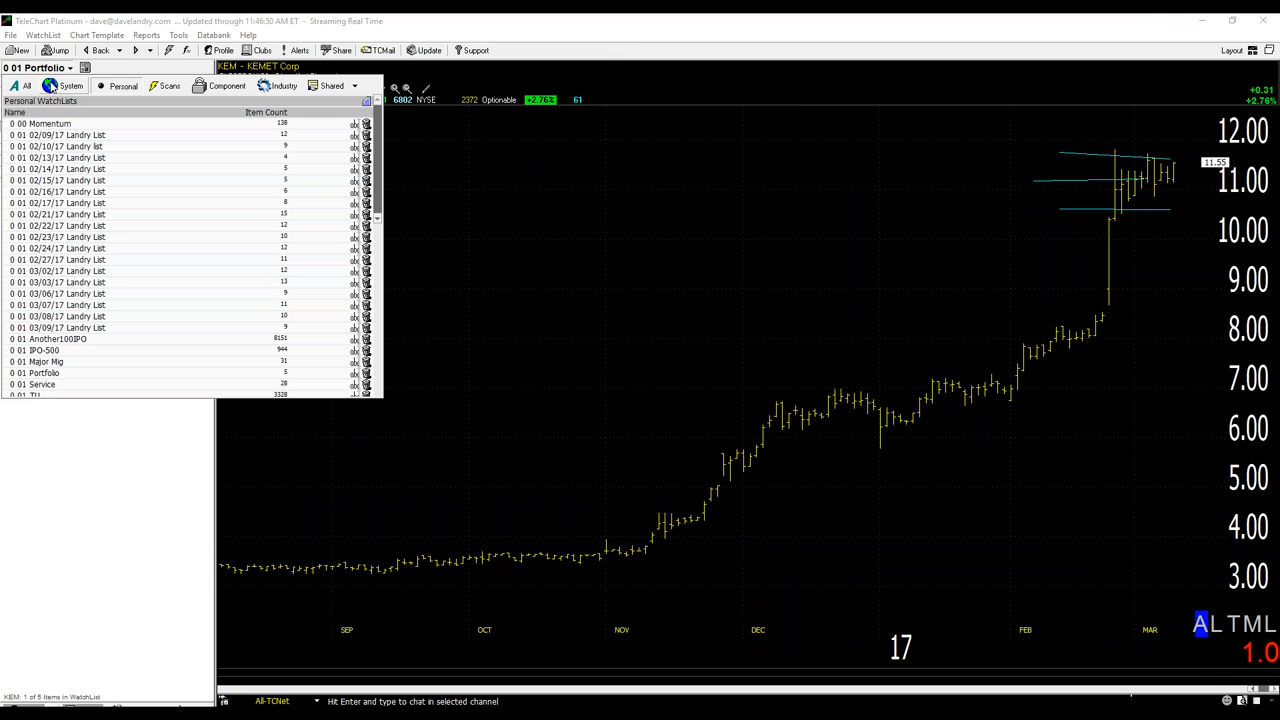 TeleChart Platinum - dave@davelandry.com ... Updated through 11:46:50 AM ET - Streaming Real Time
File WatchList Chart Template Reports Tools Databank Help
New Jump Back Profile Clubs Alerts Share TCMail Update Support Layout
0 01 Portfolio KEM - KEMET Corp
All System Personal Scans Component Industry Shared
+0.31
6802 NYSE 2372 Optionable +2.76% 61
+2.76%
Personal WatchLists
Name Item Count
0 00 Momentum 138
0 01 02/09/17 Landry List 12
0 01 02/10/17 Landry list 9
0 01 02/13/17 Landry List 4
0 01 02/14/17 Landry List 5
0 01 02/15/17 Landry List 5
0 01 02/16/17 Landry List 6
0 01 02/17/17 Landry List 8
0 01 02/21/17 Landry List 15
0 01 02/22/17 Landry List 12
0 01 02/23/17 Landry List 10
0 01 02/24/17 Landry List 12
0 01 02/27/17 Landry List 11
0 01 03/02/17 Landry List 12
0 01 03/03/17 Landry List 13
0 01 03/06/17 Landry List 9
0 01 03/07/17 Landry List 11
0 01 03/08/17 Landry List 10
0 01 03/09/17 Landry List 9
0 01 Another100IPO 8151
0 01 IPO-500 944
0 01 Major Mig 31
0 01 Portfolio 5
0 01 Service 28
0 01 3328
12.00
11.55
11.00
10.00
9.00
8.00
7.00
6.00
5.00
4.00
3.00
SEP OCT NOV DEC 17 FEB MAR
ALTML
1.0
KEM: 1 of 5 Items in WatchList
All-TCNet Hit Enter and type to chat in selected channel